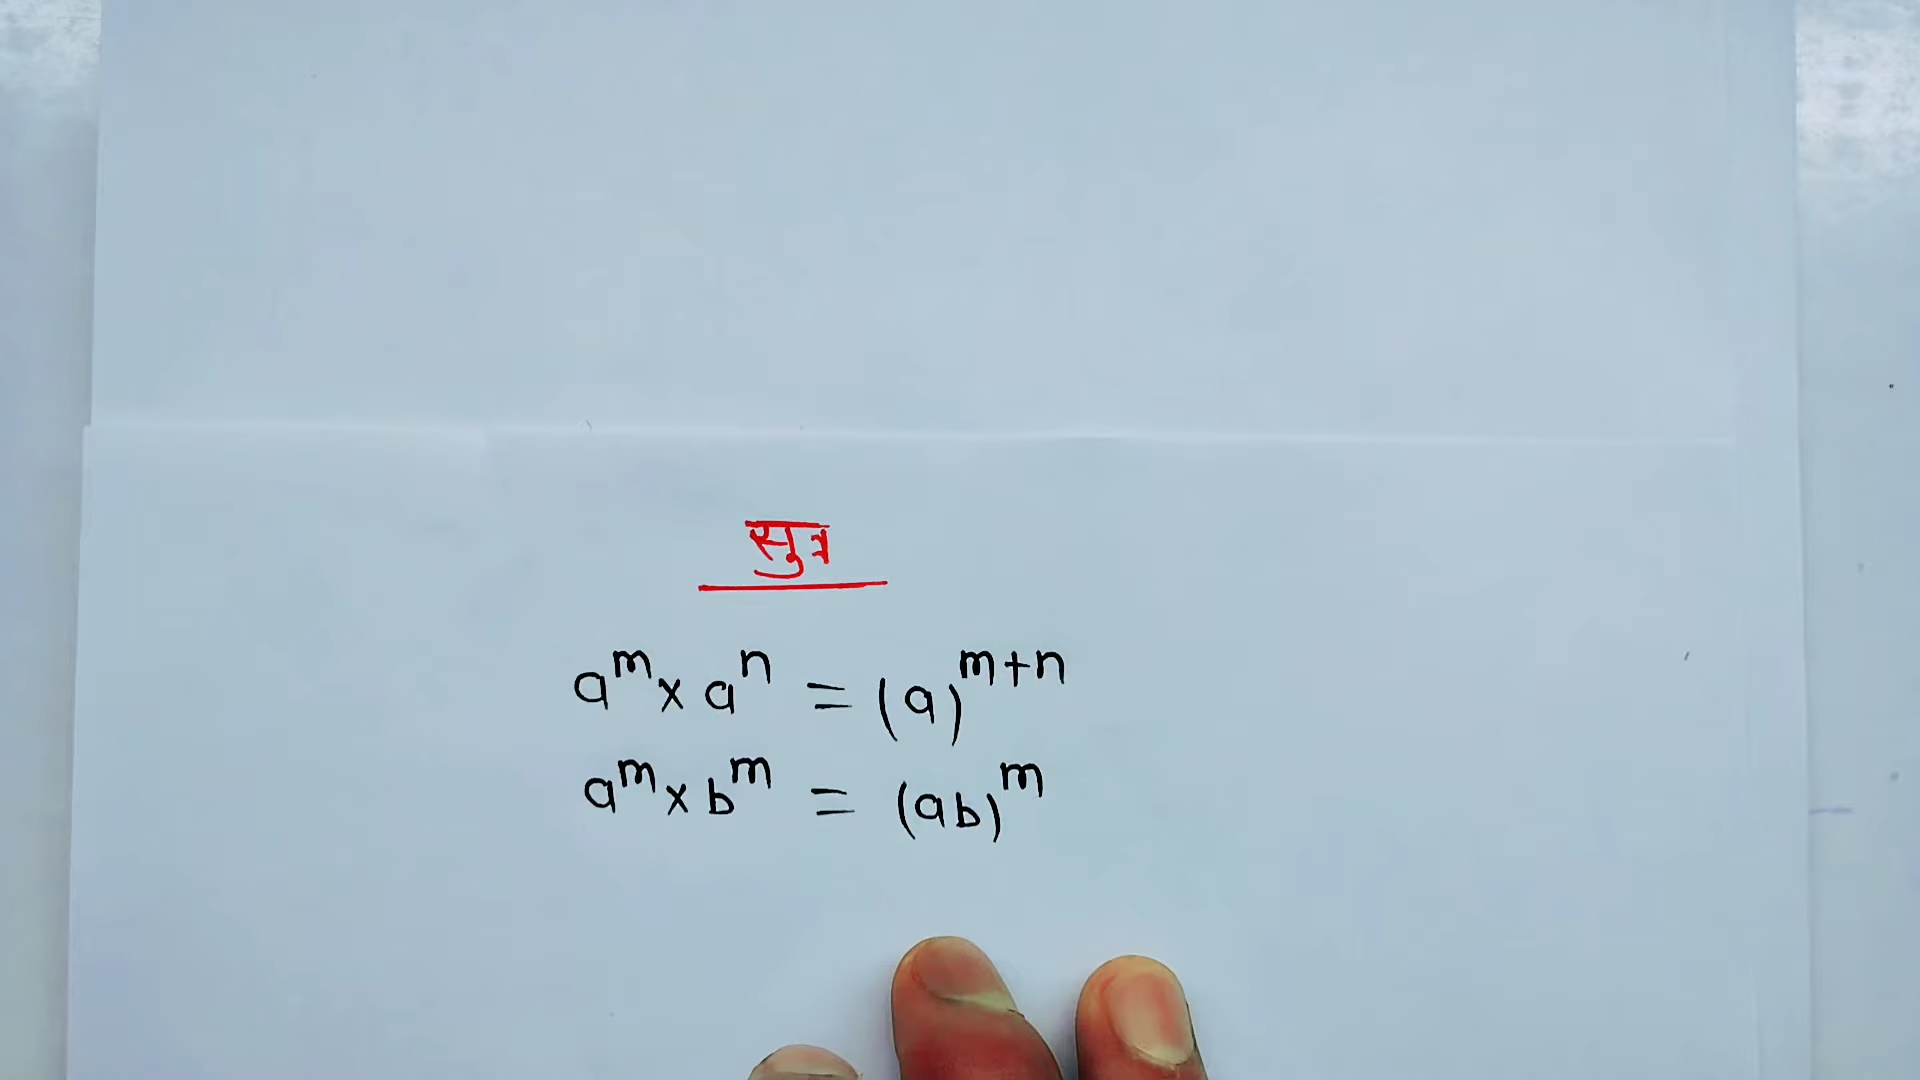 सुत्र
a^m × a^n = (a)^m+n
a^m × b^m = (ab)^m